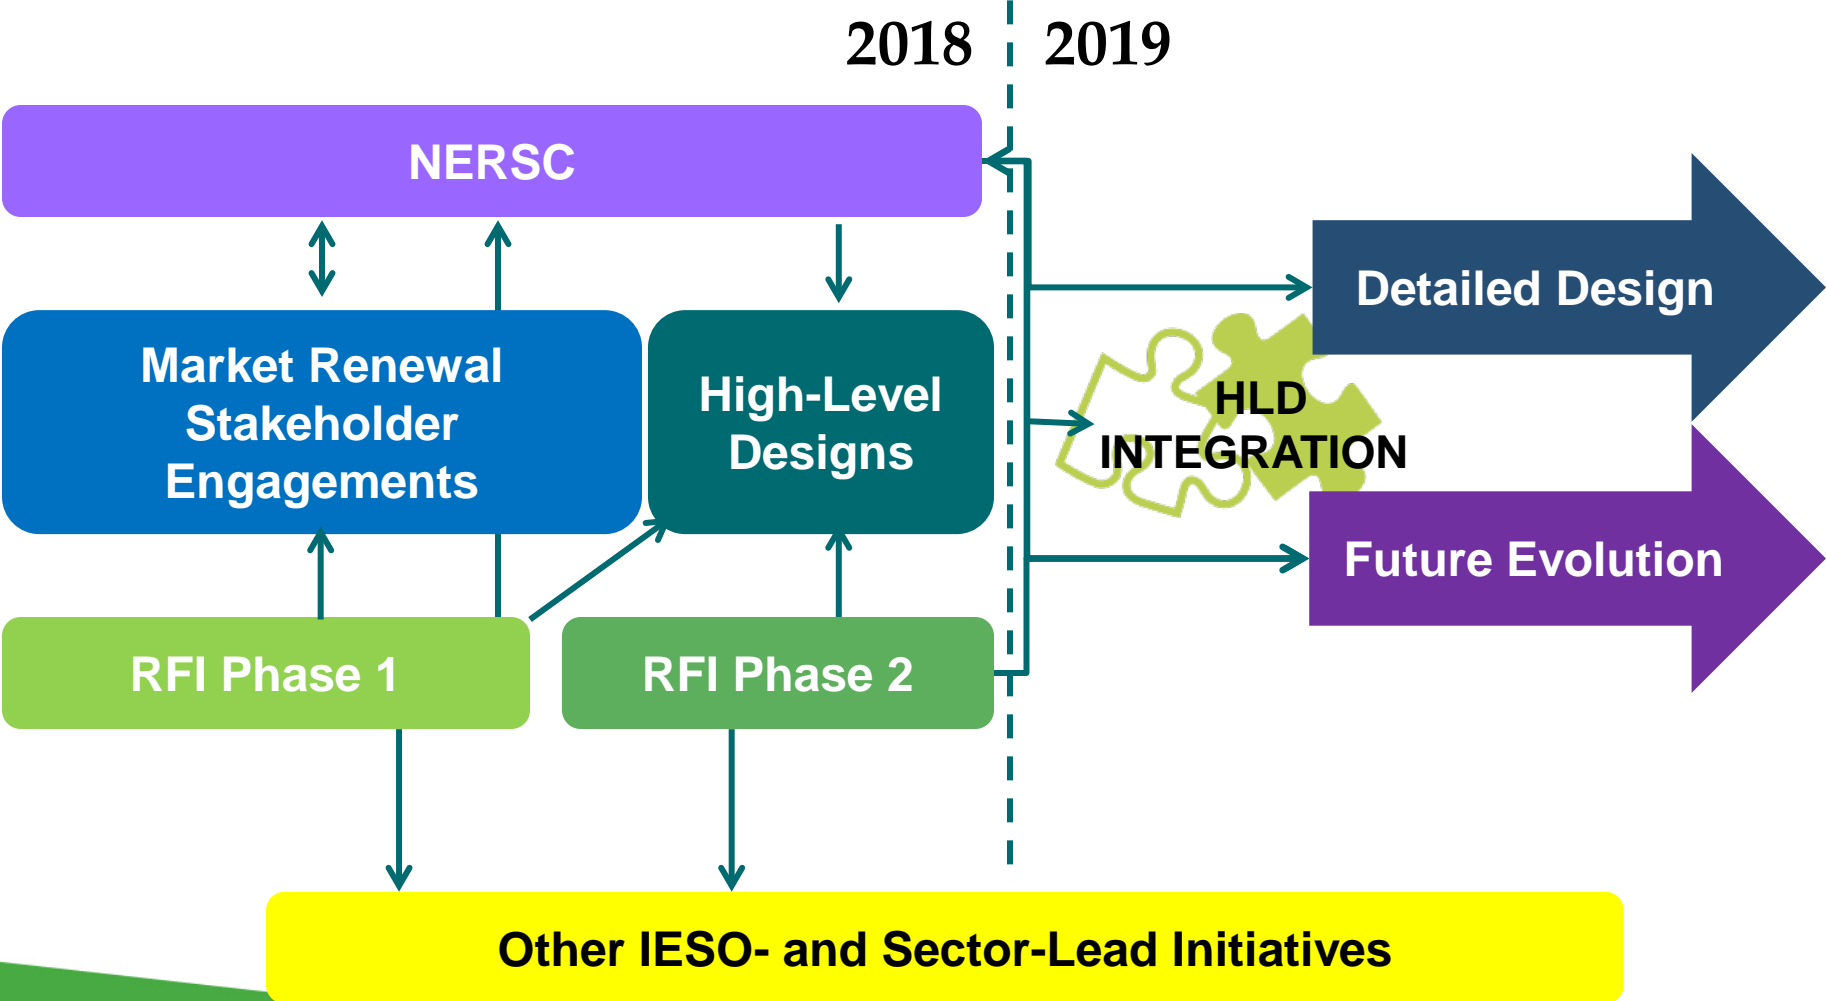 2018 2019
NERSC
Detailed Design
Market Renewal
Stakeholder
Engagements
High-Level
Designs
HLD
INTEGRATION
Future Evolution
RFI Phase 1
RFI Phase 2
Other IESO- and Sector-Lead Initiatives